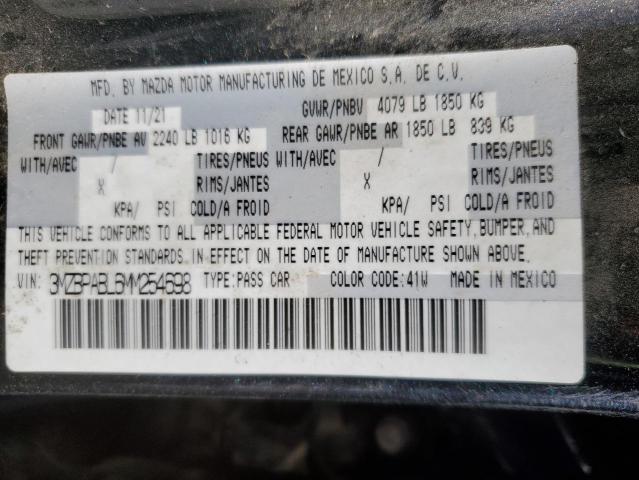 MFD. BY MAZDA MOTOR MANUFACTURING DE MEXICO S.A. DE C.V.
DATE 11/21 GVWR/PNBV 4079 LB 1850 KG
FRONT GAWR/PNBE AV 2240 LB 1016 KG REAR GAWR/PNBE AR 1850 LB 839 KG
WITH/AVEC / TIRES/PNEUS WITH/AVEC / TIRES/PNEUS
X RIMS/JANTES X RIMS/JANTES
KPA/ PSI COLD/A FROID KPA/ PSI COLD/A FROID
THIS VEHICLE CONFORMS TO ALL APPLICABLE FEDERAL MOTOR VEHICLE SAFETY, BUMPER, AND
THEFT PREVENTION STANDARDS IN EFFECT ON THE DATE OF MANUFACTURE SHOWN ABOVE.
VIN: 3MZBPABL6MM254698 TYPE:PASS CAR COLOR CODE:41W MADE IN MEXICO